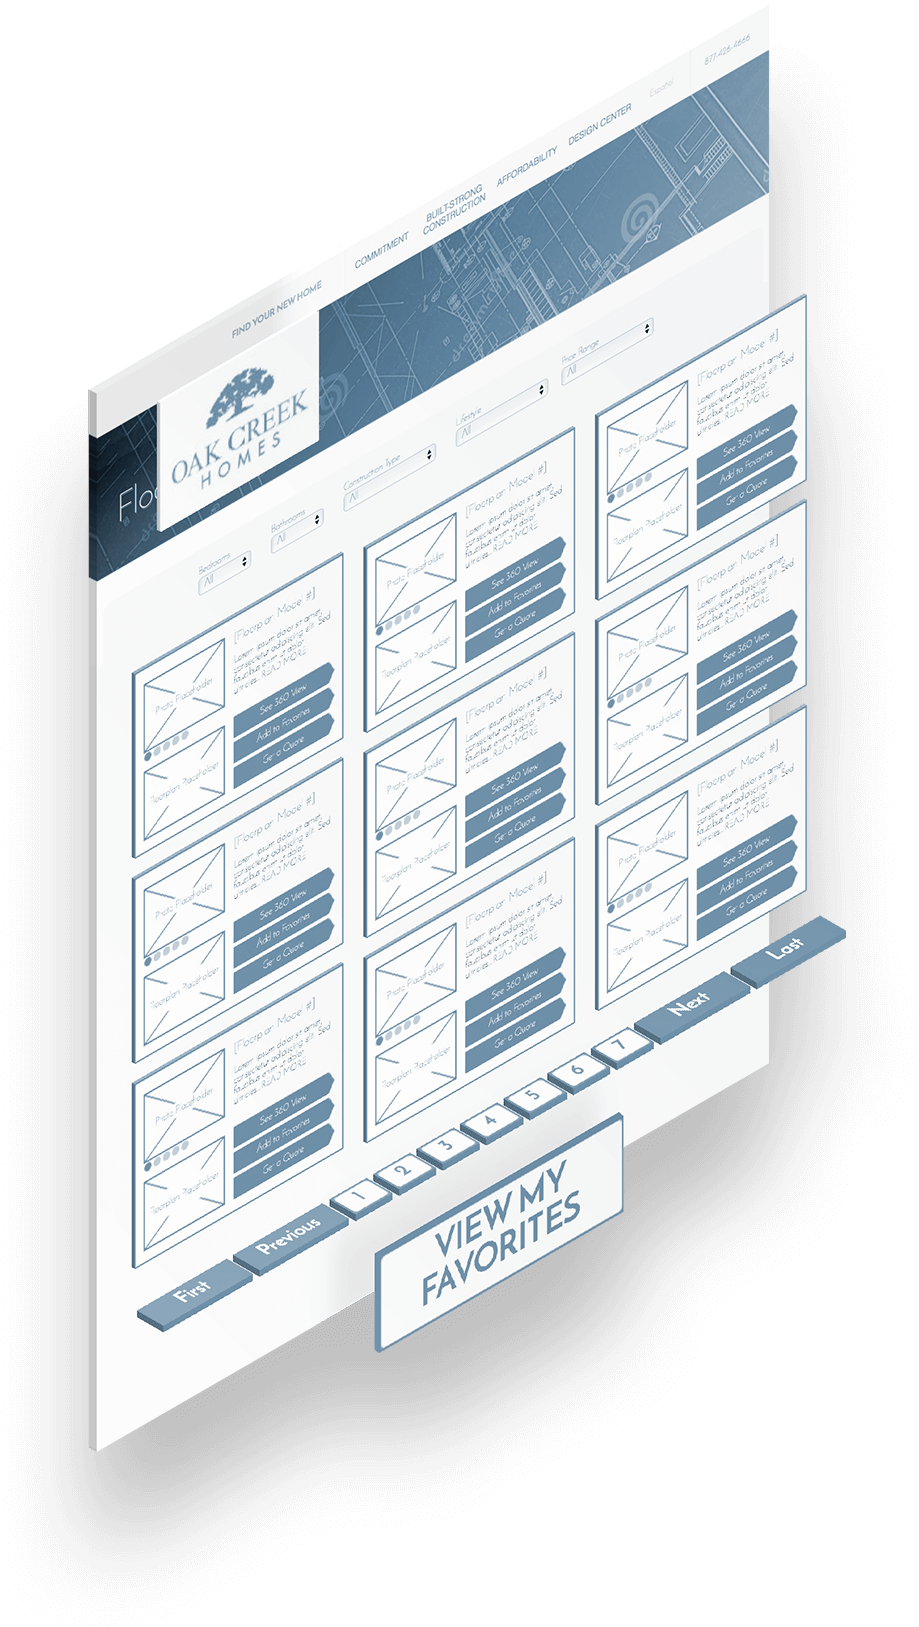 877-426-4666
Español
DESIGN CENTER
AFFORDABILITY
BUILT-STRONG
CONSTRUCTION
COMMITMENT
FIND YOUR NEW HOME
OAK CREEK
HOMES
Floo
Bedrooms
All
Bathrooms
All
Construction Type
All
Lifestyle
All
Price Range
All
[Floorplan Model #]
Lorem ipsum dolor sit amet,
consectetur adipiscing elit. Sed
faucibus enim ut dolor
ultricies. READ MORE
Photo Placeholder
Floorplan Placeholder
See 360 View
Add to Favorites
Get a Quote
[Floorplan Model #]
Lorem ipsum dolor sit amet,
consectetur adipiscing elit. Sed
faucibus enim ut dolor
ultricies. READ MORE
Photo Placeholder
Floorplan Placeholder
See 360 View
Add to Favorites
Get a Quote
[Floorplan Model #]
Lorem ipsum dolor sit amet,
consectetur adipiscing elit. Sed
faucibus enim ut dolor
ultricies. READ MORE
Photo Placeholder
Floorplan Placeholder
See 360 View
Add to Favorites
Get a Quote
[Floorplan Model #]
Lorem ipsum dolor sit amet,
consectetur adipiscing elit. Sed
faucibus enim ut dolor
ultricies. READ MORE
Photo Placeholder
Floorplan Placeholder
See 360 View
Add to Favorites
Get a Quote
[Floorplan Model #]
Lorem ipsum dolor sit amet,
consectetur adipiscing elit. Sed
faucibus enim ut dolor
ultricies. READ MORE
Photo Placeholder
Floorplan Placeholder
See 360 View
Add to Favorites
Get a Quote
[Floorplan Model #]
Lorem ipsum dolor sit amet,
consectetur adipiscing elit. Sed
faucibus enim ut dolor
ultricies. READ MORE
Photo Placeholder
Floorplan Placeholder
See 360 View
Add to Favorites
Get a Quote
[Floorplan Model #]
Lorem ipsum dolor sit amet,
consectetur adipiscing elit. Sed
faucibus enim ut dolor
ultricies. READ MORE
Photo Placeholder
Floorplan Placeholder
See 360 View
Add to Favorites
Get a Quote
[Floorplan Model #]
Lorem ipsum dolor sit amet,
consectetur adipiscing elit. Sed
faucibus enim ut dolor
ultricies. READ MORE
Photo Placeholder
Floorplan Placeholder
See 360 View
Add to Favorites
Get a Quote
[Floorplan Model #]
Lorem ipsum dolor sit amet,
consectetur adipiscing elit. Sed
faucibus enim ut dolor
ultricies. READ MORE
Photo Placeholder
Floorplan Placeholder
See 360 View
Add to Favorites
Get a Quote
First Previous 1 2 3 4 5 6 7 Next Last
VIEW MY
FAVORITES